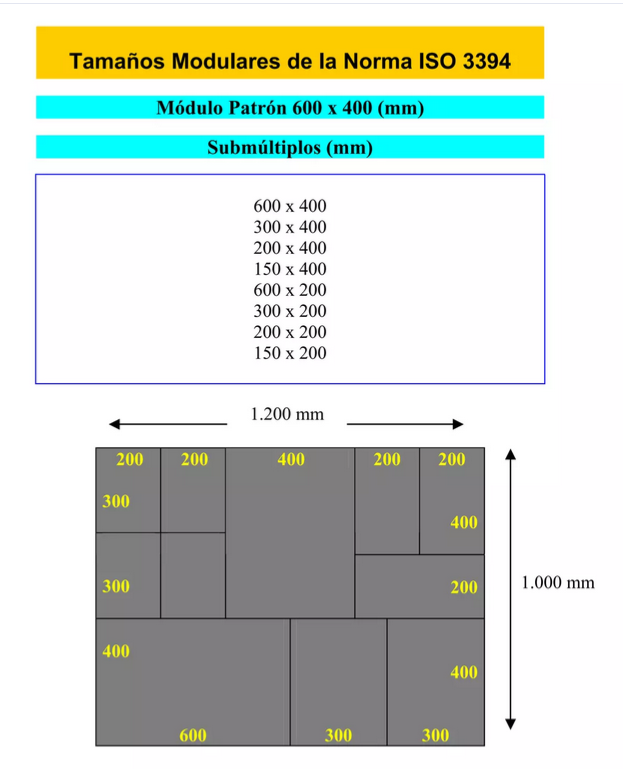 Tamaños Modulares de la Norma ISO 3394
Módulo Patrón 600 x 400 (mm)
Submúltiplos (mm)
600 x 400
300 x 400
200 x 400
150 x 400
600 x 200
300 x 200
200 x 200
150 x 200
1.200 mm
200 200 400 200 200
300
400
1.000 mm
300
200
400
400
600 300 300